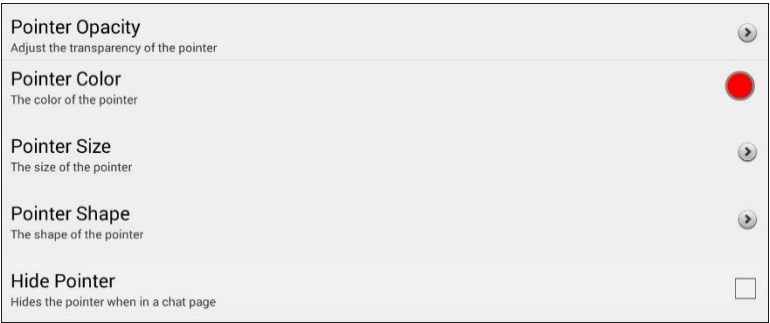 Pointer Opacity
Adjust the transparency of the pointer
Pointer Color
The color of the pointer
Pointer Size
The size of the pointer
Pointer Shape
The shape of the pointer
Hide Pointer
Hides the pointer when in a chat page